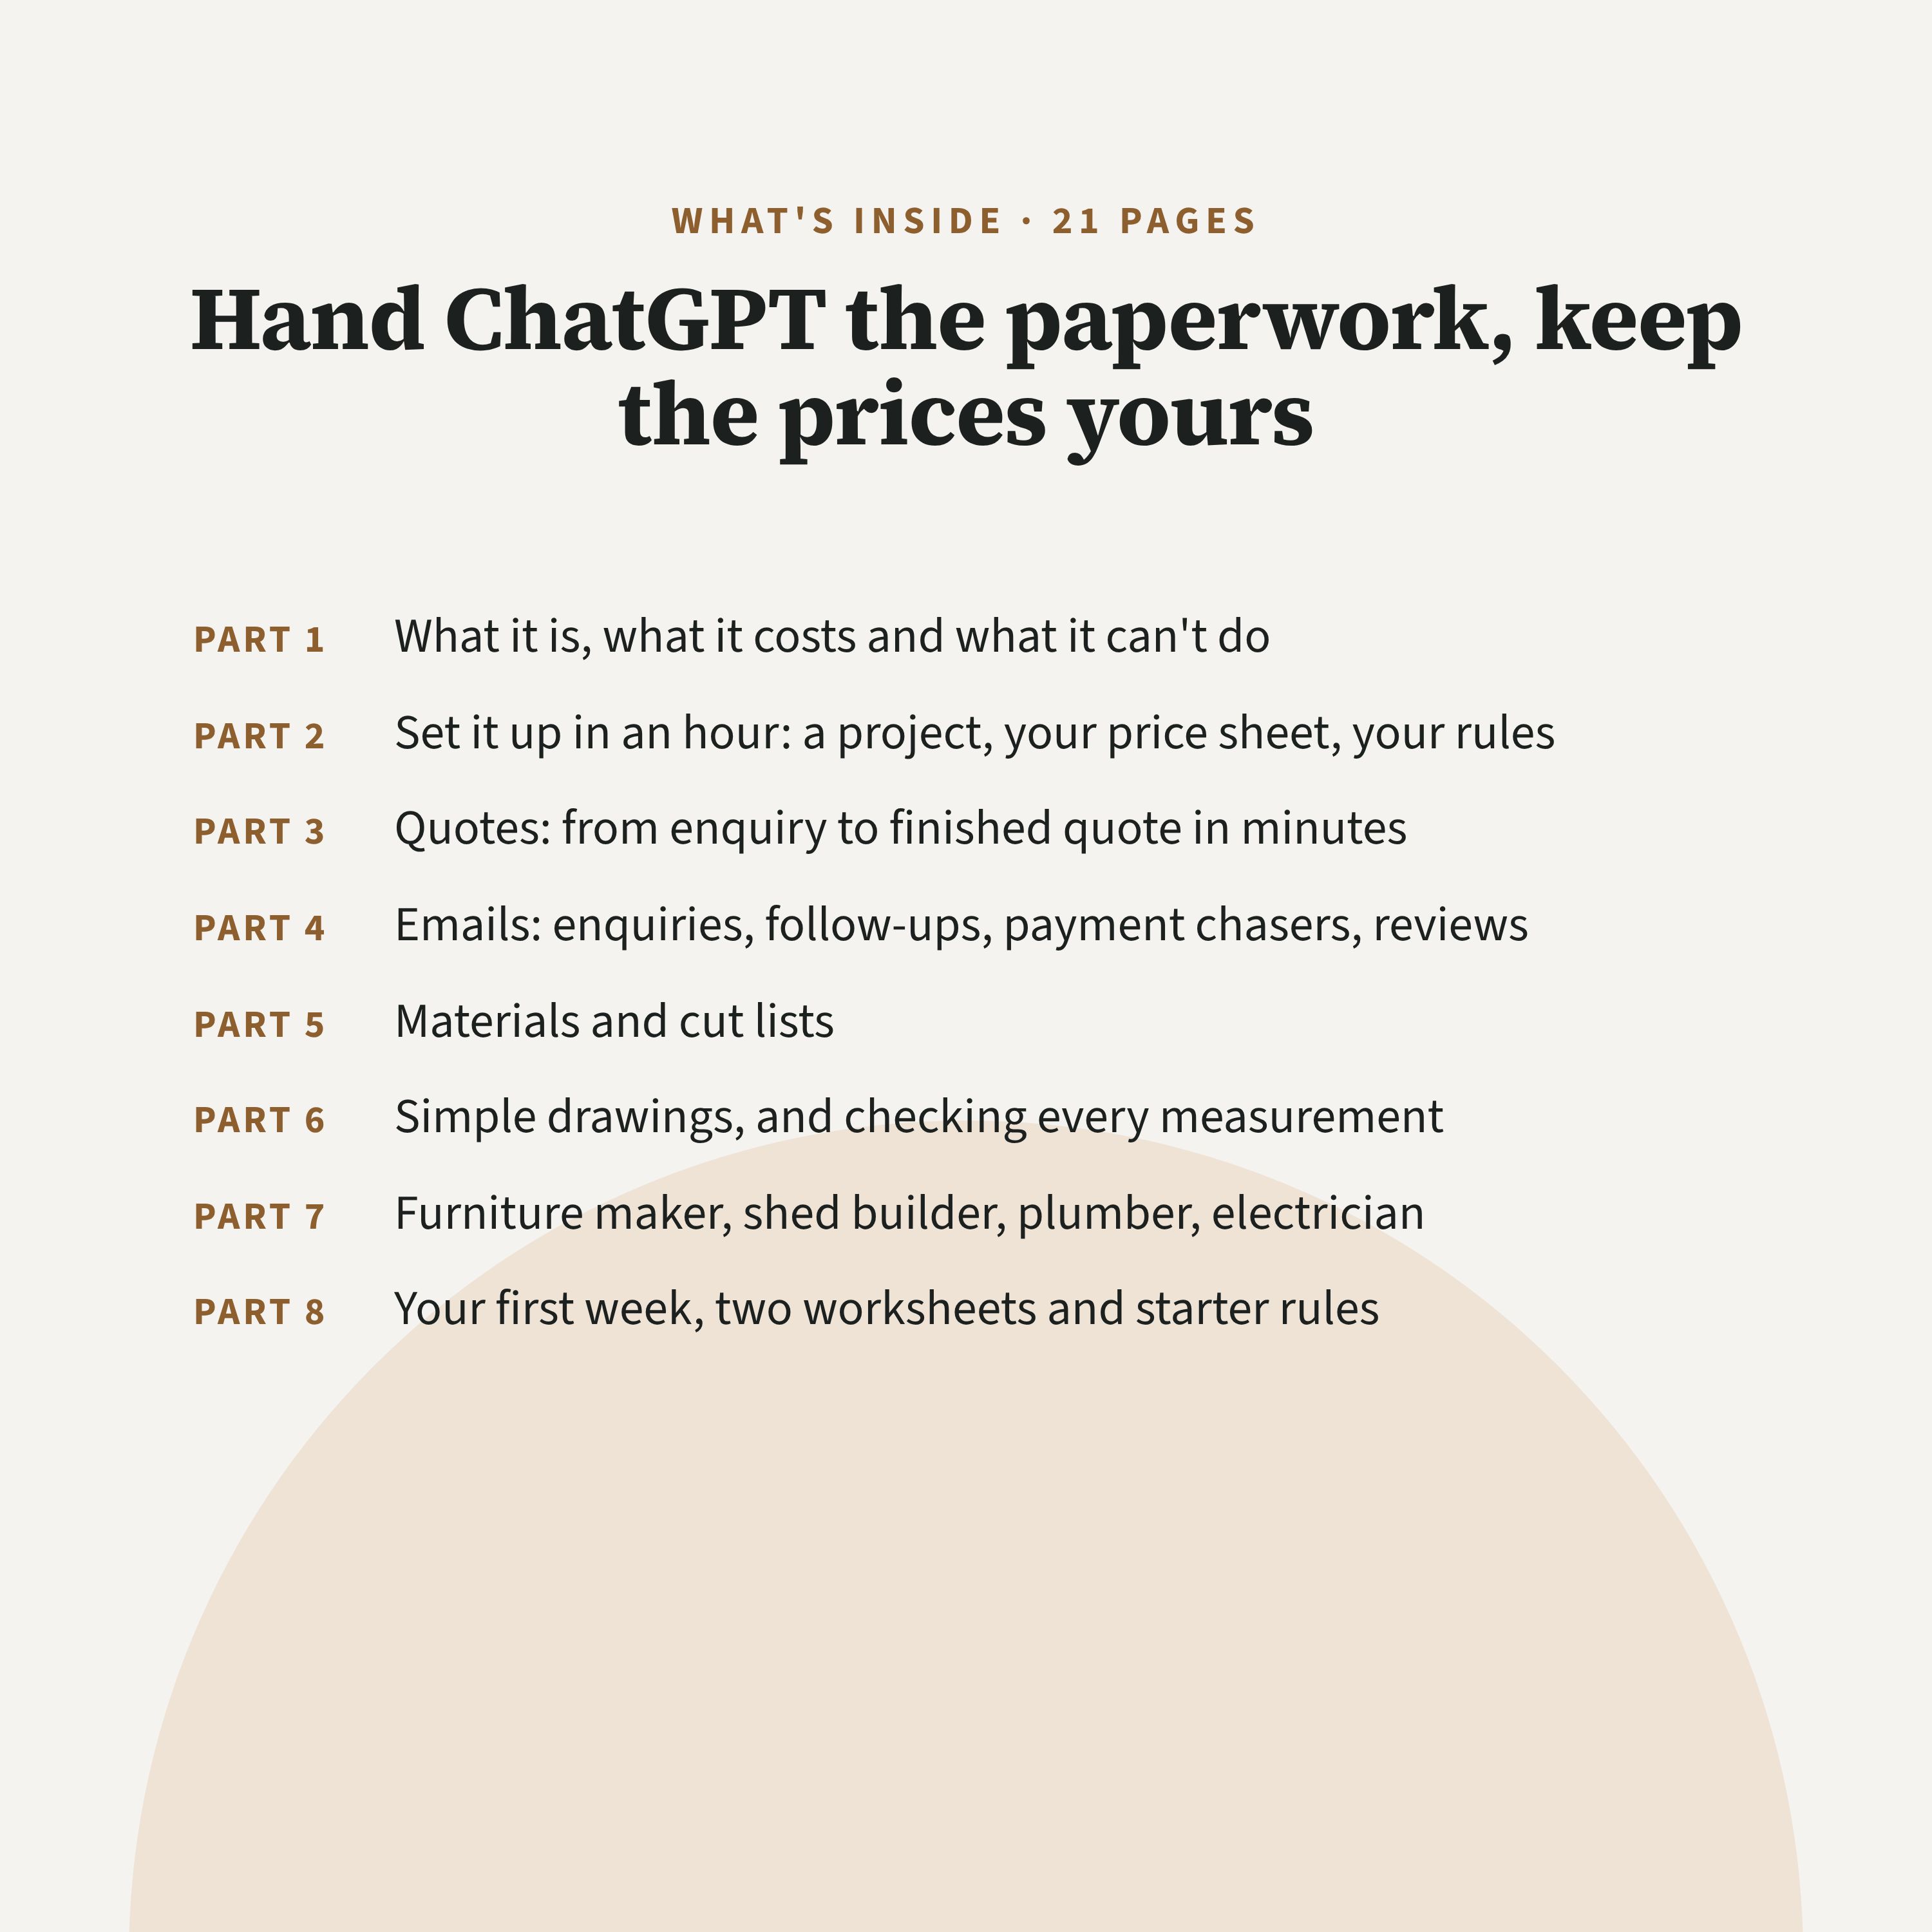 WHAT'S INSIDE · 21 PAGES
Hand ChatGPT the paperwork, keep
the prices yours
PART 1 What it is, what it costs and what it can't do
PART 2 Set it up in an hour: a project, your price sheet, your rules
PART 3 Quotes: from enquiry to finished quote in minutes
PART 4 Emails: enquiries, follow-ups, payment chasers, reviews
PART 5 Materials and cut lists
PART 6 Simple drawings, and checking every measurement
PART 7 Furniture maker, shed builder, plumber, electrician
PART 8 Your first week, two worksheets and starter rules